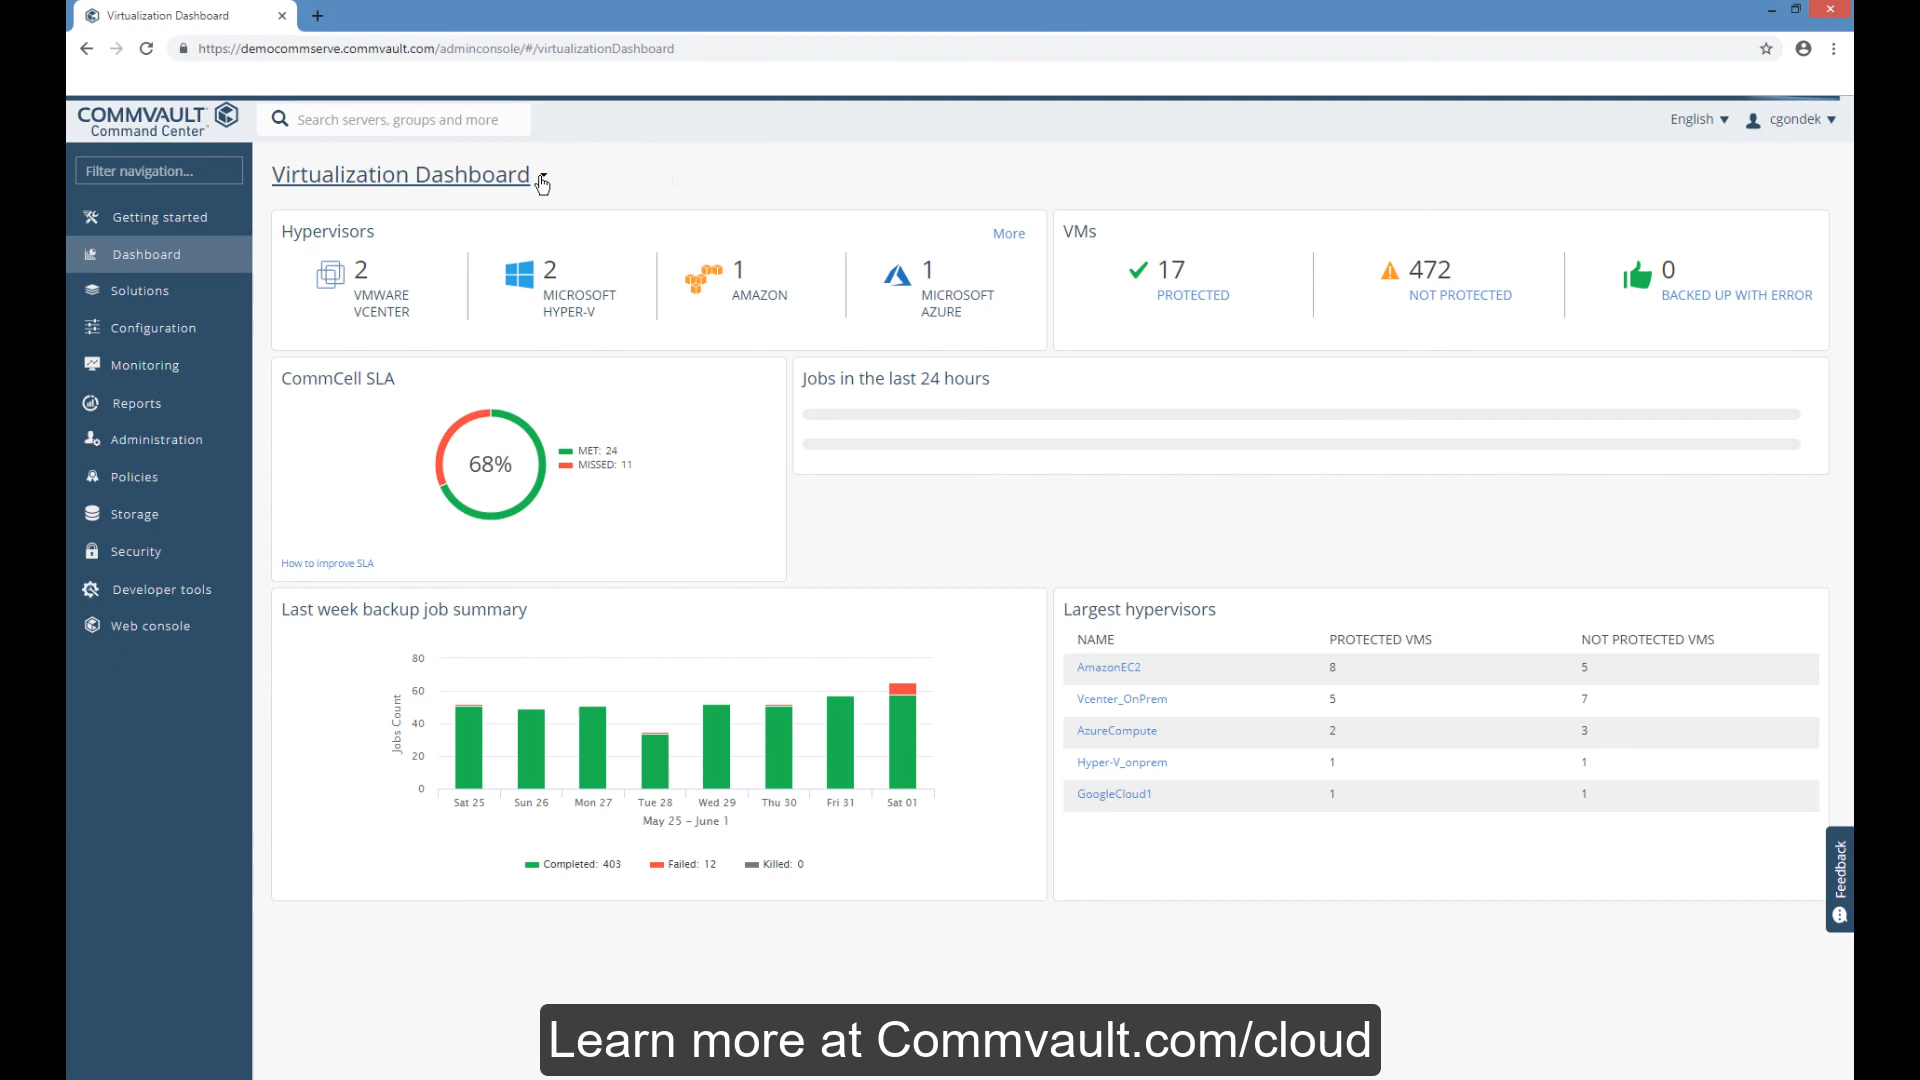 Virtualization Dashboard
https://democommserve.commvault.com/adminconsole/#/virtualizationDashboard
COMMVAULT
Command Center
Search servers, groups and more
English
cgondek
Filter navigation...
Getting started
Dashboard
Solutions
Configuration
Monitoring
Reports
Administration
Policies
Storage
Security
Developer tools
Web console
Virtualization Dashboard
Hypervisors
More
2
VMWARE
VCENTER
2
MICROSOFT
HYPER-V
1
AMAZON
1
MICROSOFT
AZURE
VMs
17
PROTECTED
472
NOT PROTECTED
0
BACKED UP WITH ERROR
CommCell SLA
68%
MET: 24
MISSED: 11
How to improve SLA
Jobs in the last 24 hours
Last week backup job summary
Jobs Count
80
60
40
20
0
Sat 25 Sun 26 Mon 27 Tue 28 Wed 29 Thu 30 Fri 31 Sat 01
May 25 – June 1
Completed: 403 Failed: 12 Killed: 0
Largest hypervisors
NAME PROTECTED VMS NOT PROTECTED VMS
AmazonEC2 8 5
Vcenter_OnPrem 5 7
AzureCompute 2 3
Hyper-V_onprem 1 1
GoogleCloud1 1 1
Feedback
Learn more at Commvault.com/cloud